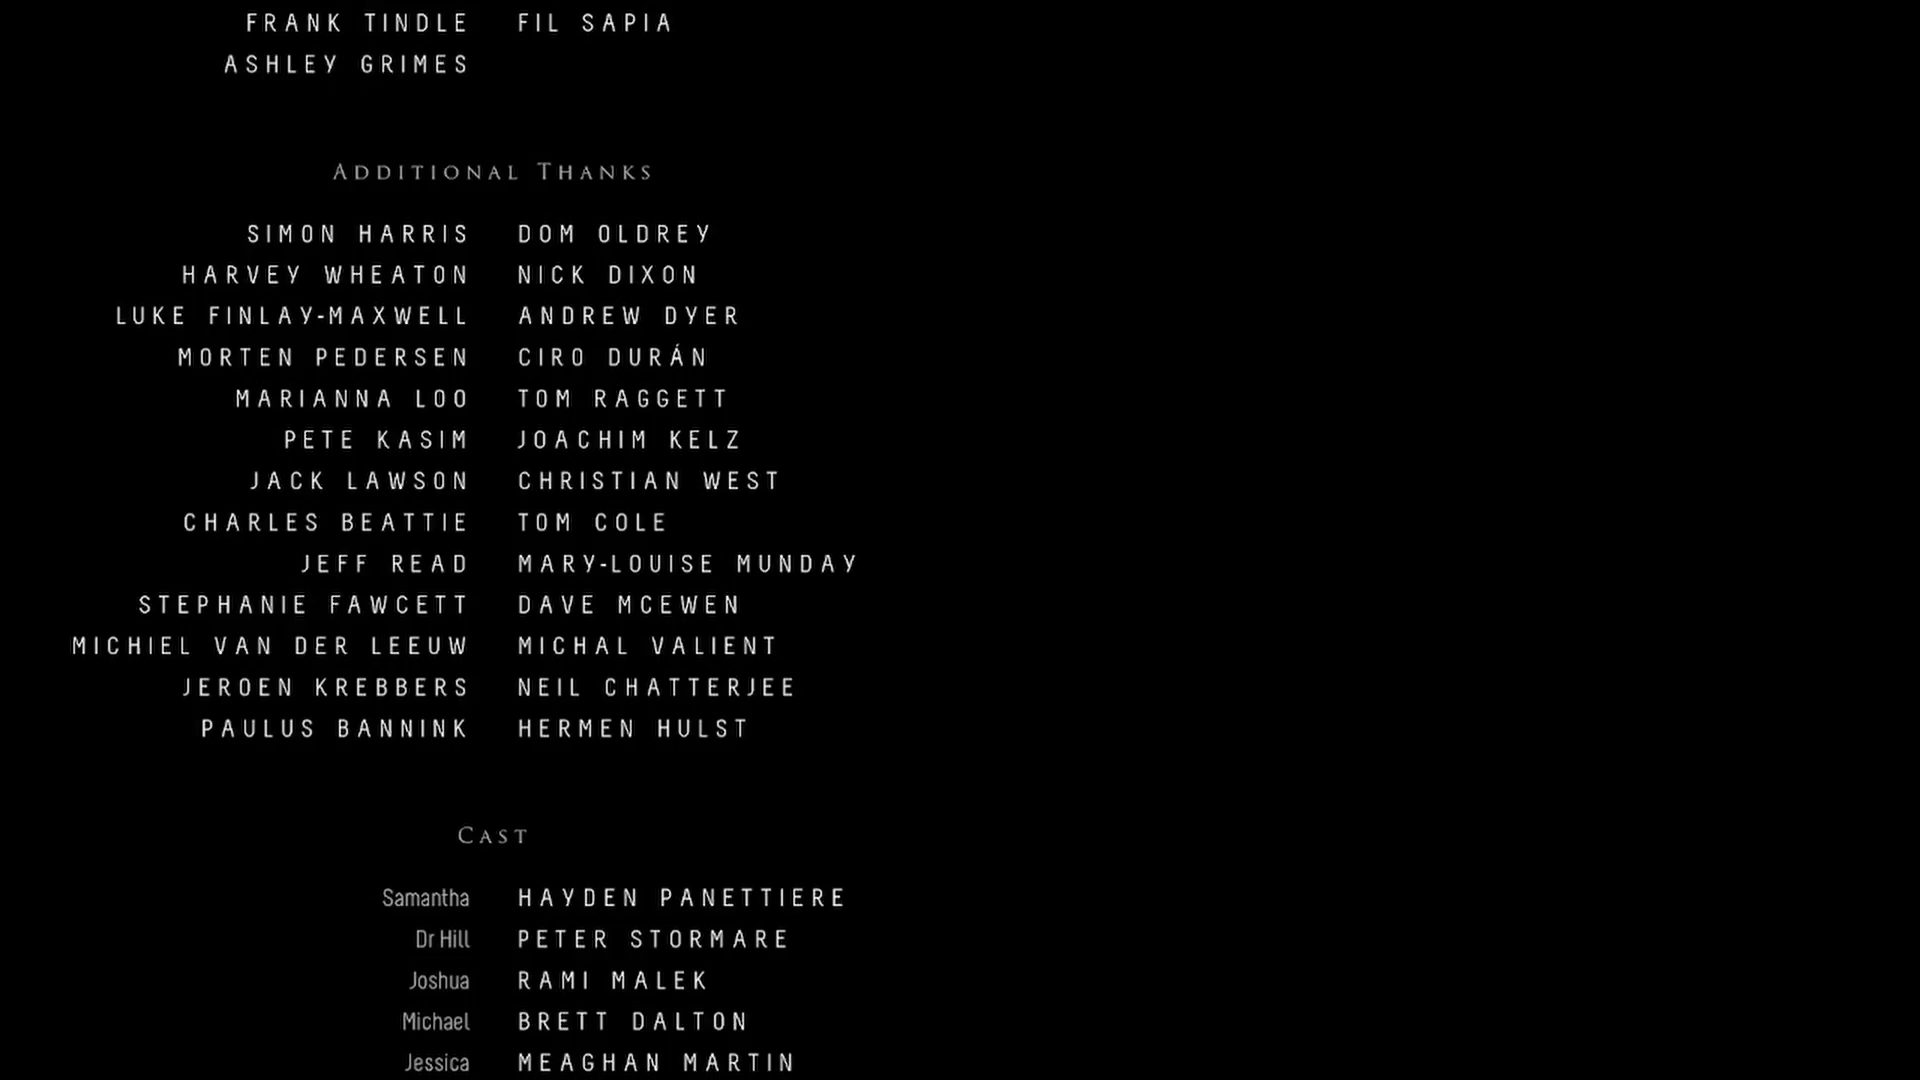 FRANK TINDLE FIL SAPIA
ASHLEY GRIMES
ADDITIONAL THANKS
SIMON HARRIS DOM OLDREY
HARVEY WHEATON NICK DIXON
LUKE FINLAY-MAXWELL ANDREW DYER
MORTEN PEDERSEN CIRO DURÁN
MARIANNA LOO TOM RAGGETT
PETE KASIM JOACHIM KELZ
JACK LAWSON CHRISTIAN WEST
CHARLES BEATTIE TOM COLE
JEFF READ MARY-LOUISE MUNDAY
STEPHANIE FAWCETT DAVE MCEWEN
MICHIEL VAN DER LEEUW MICHAL VALIENT
JEROEN KREBBERS NEIL CHATTERJEE
PAULUS BANNINK HERMEN HULST
CAST
Samantha HAYDEN PANETTIERE
Dr Hill PETER STORMARE
Joshua RAMI MALEK
Michael BRETT DALTON
Jessica MEAGHAN MARTIN